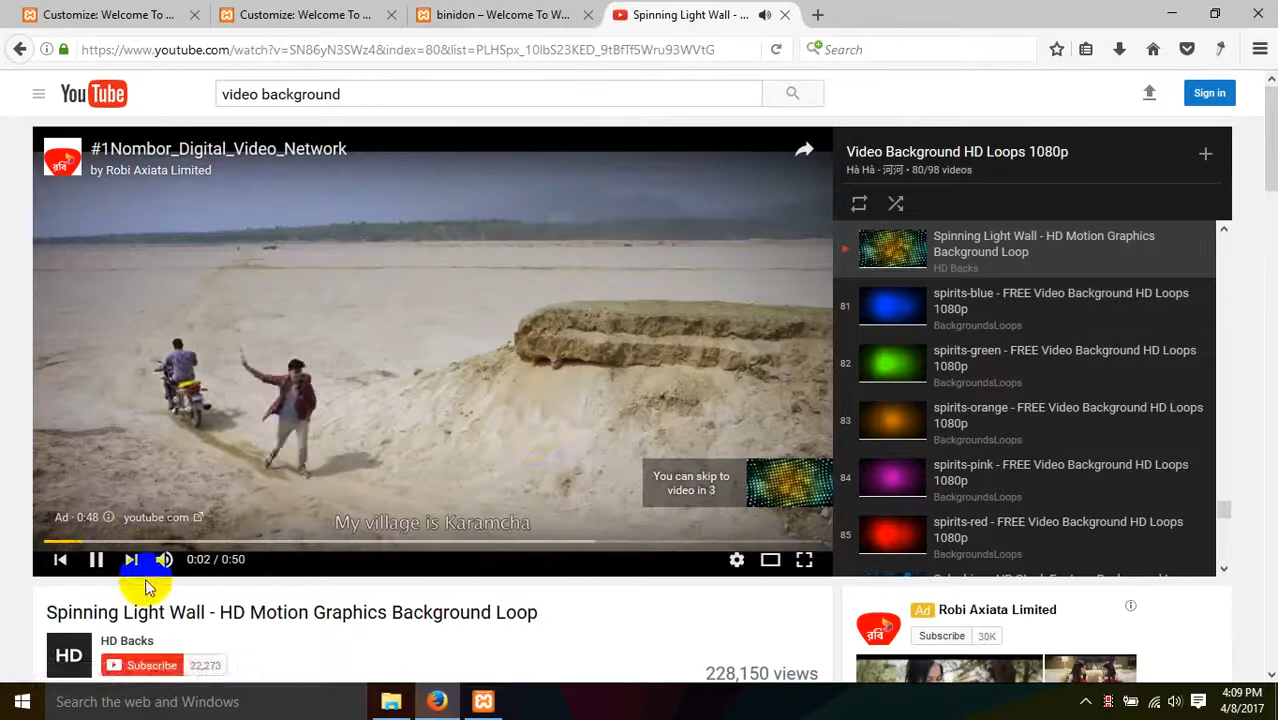 Customize: Welcome To ...
Customize: Welcome To ...
binidon – Welcome To W...
Spinning Light Wall - ...
https://www.youtube.com/watch?v=SN86yN3SWz4&index=80&list=PLHSpx_10lbS23KED_9tBfTf5Wru93WVtG
Search
YouTube
video background
Sign in
রবি
#1Nombor_Digital_Video_Network
by Robi Axiata Limited
Video Background HD Loops 1080p
Hà Hà - 河河 • 80/98 videos
Spinning Light Wall - HD Motion Graphics
Background Loop
HD Backs
81
spirits-blue - FREE Video Background HD Loops
1080p
BackgroundsLoops
82
spirits-green - FREE Video Background HD Loops
1080p
BackgroundsLoops
83
spirits-orange - FREE Video Background HD Loops
1080p
BackgroundsLoops
84
spirits-pink - FREE Video Background HD Loops
1080p
BackgroundsLoops
85
spirits-red - FREE Video Background HD Loops
1080p
BackgroundsLoops
You can skip to
video in 3
Ad · 0:48
youtube.com
My village is Karamcha
0:02 / 0:50
Spinning Light Wall - HD Motion Graphics Background Loop
HD
HD Backs
Subscribe 22,273
228,150 views
রবি
Ad Robi Axiata Limited
Subscribe 30K
Search the web and Windows
4:09 PM
4/8/2017